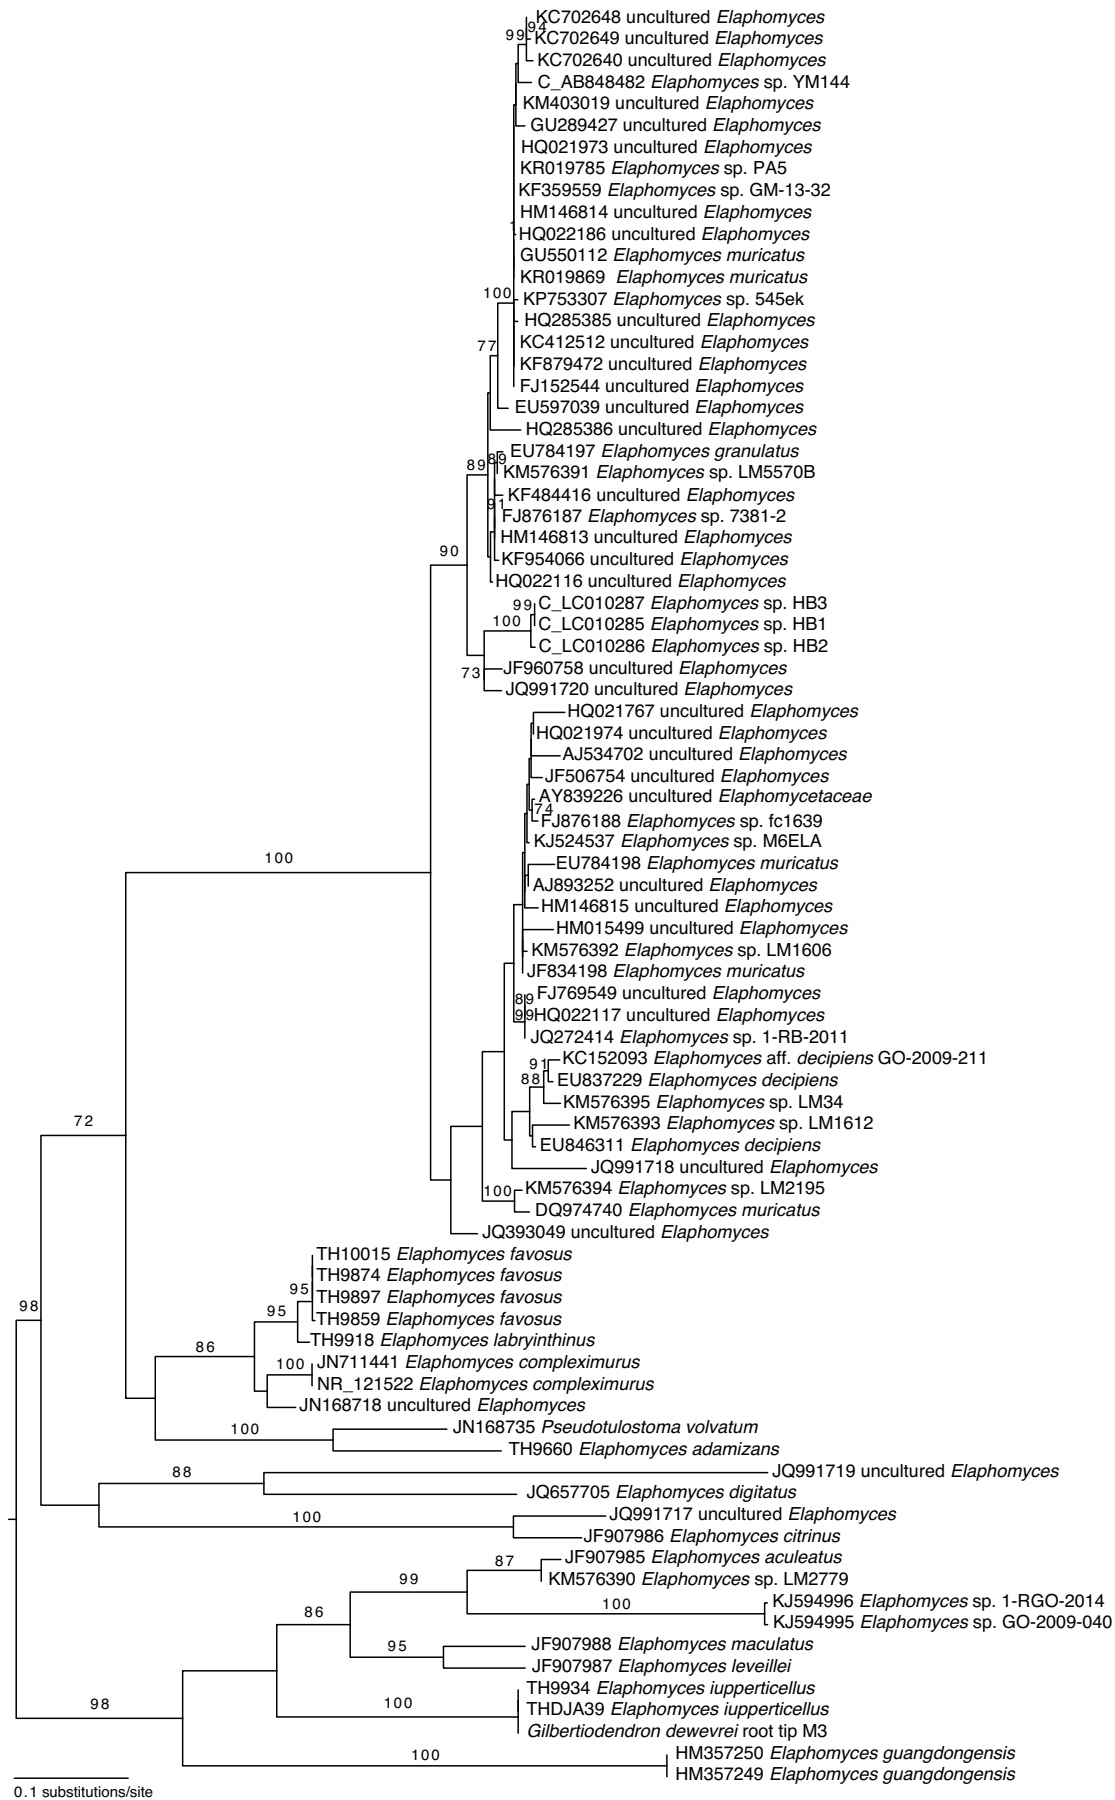 KC702648 uncultured Elaphomyces
94
99
KC702649 uncultured Elaphomyces
KC702640 uncultured Elaphomyces
C_AB848482 Elaphomyces sp. YM144
KM403019 uncultured Elaphomyces
GU289427 uncultured Elaphomyces
HQ021973 uncultured Elaphomyces
KR019785 Elaphomyces sp. PA5
KF359559 Elaphomyces sp. GM-13-32
HM146814 uncultured Elaphomyces
HQ022186 uncultured Elaphomyces
GU550112 Elaphomyces muricatus
KR019869 Elaphomyces muricatus
100
KP753307 Elaphomyces sp. 545ek
HQ285385 uncultured Elaphomyces
77
KC412512 uncultured Elaphomyces
KF879472 uncultured Elaphomyces
FJ152544 uncultured Elaphomyces
EU597039 uncultured Elaphomyces
HQ285386 uncultured Elaphomyces
EU784197 Elaphomyces granulatus
89
89
KM576391 Elaphomyces sp. LM5570B
KF484416 uncultured Elaphomyces
91
FJ876187 Elaphomyces sp. 7381-2
HM146813 uncultured Elaphomyces
90
KF954066 uncultured Elaphomyces
HQ022116 uncultured Elaphomyces
99
C_LC010287 Elaphomyces sp. HB3
100
C_LC010285 Elaphomyces sp. HB1
C_LC010286 Elaphomyces sp. HB2
JF960758 uncultured Elaphomyces
73
JQ991720 uncultured Elaphomyces
HQ021767 uncultured Elaphomyces
HQ021974 uncultured Elaphomyces
AJ534702 uncultured Elaphomyces
JF506754 uncultured Elaphomyces
AY839226 uncultured Elaphomycetaceae
74
FJ876188 Elaphomyces sp. fc1639
KJ524537 Elaphomyces sp. M6ELA
100
EU784198 Elaphomyces muricatus
AJ893252 uncultured Elaphomyces
HM146815 uncultured Elaphomyces
HM015499 uncultured Elaphomyces
KM576392 Elaphomyces sp. LM1606
JF834198 Elaphomyces muricatus
89
FJ769549 uncultured Elaphomyces
99
HQ022117 uncultured Elaphomyces
JQ272414 Elaphomyces sp. 1-RB-2011
91
KC152093 Elaphomyces aff. decipiens GO-2009-211
88
EU837229 Elaphomyces decipiens
KM576395 Elaphomyces sp. LM34
72
KM576393 Elaphomyces sp. LM1612
EU846311 Elaphomyces decipiens
JQ991718 uncultured Elaphomyces
100
KM576394 Elaphomyces sp. LM2195
DQ974740 Elaphomyces muricatus
JQ393049 uncultured Elaphomyces
TH10015 Elaphomyces favosus
TH9874 Elaphomyces favosus
95
TH9897 Elaphomyces favosus
98
95
TH9859 Elaphomyces favosus
TH9918 Elaphomyces labyrinthinus
86
100
JN711441 Elaphomyces compleximurus
NR_121522 Elaphomyces compleximurus
JN168718 uncultured Elaphomyces
100
JN168735 Pseudotulostoma volvatum
TH9660 Elaphomyces adamizans
88
JQ991719 uncultured Elaphomyces
JQ657705 Elaphomyces digitatus
100
JQ991717 uncultured Elaphomyces
JF907986 Elaphomyces citrinus
87
JF907985 Elaphomyces aculeatus
99
KM576390 Elaphomyces sp. LM2779
100
KJ594996 Elaphomyces sp. 1-RGO-2014
86
KJ594995 Elaphomyces sp. GO-2009-040
95
JF907988 Elaphomyces maculatus
JF907987 Elaphomyces leveillei
TH9934 Elaphomyces iupperticellus
98
100
THDJA39 Elaphomyces iupperticellus
Gilbertiodendron dewevrei root tip M3
100
HM357250 Elaphomyces guangdongensis
HM357249 Elaphomyces guangdongensis
0.1 substitutions/site